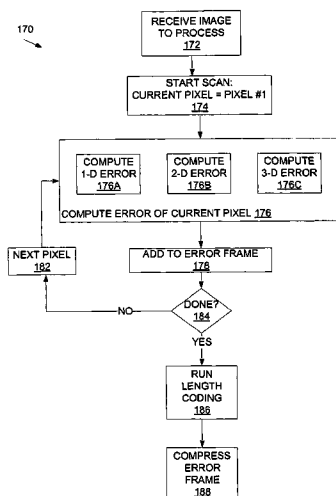 170
RECEIVE IMAGE
TO PROCESS
172
START SCAN:
CURRENT PIXEL = PIXEL #1
174
COMPUTE
1-D ERROR
176A
COMPUTE
2-D ERROR
176B
COMPUTE
3-D ERROR
176C
COMPUTE ERROR OF CURRENT PIXEL 176
NEXT PIXEL
182
ADD TO ERROR FRAME
178
DONE?
184
NO
YES
RUN
LENGTH
CODING
186
COMPRESS
ERROR
FRAME
188